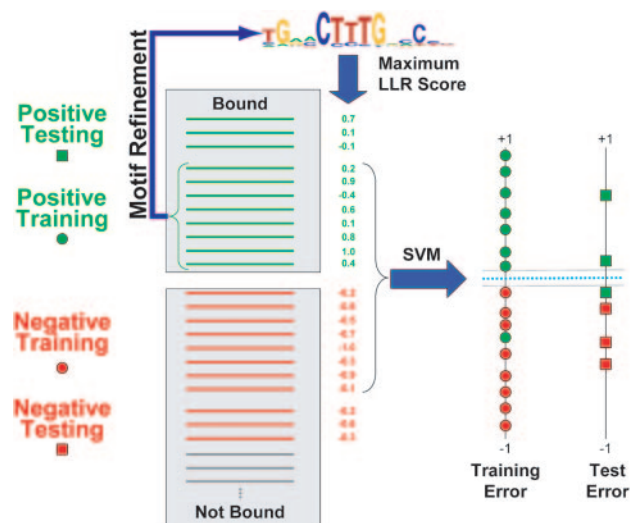 CTTTG
Maximum
LLR Score
Motif Refinement
Bound
Positive
Testing
Positive
Training
0.7
0.1
-0.1
0.2
0.9
-0.4
0.6
0.1
0.8
1.0
0.4
SVM
Negative
Training
Negative
Testing
Not Bound
+1
-1
Training
Error
+1
-1
Test
Error